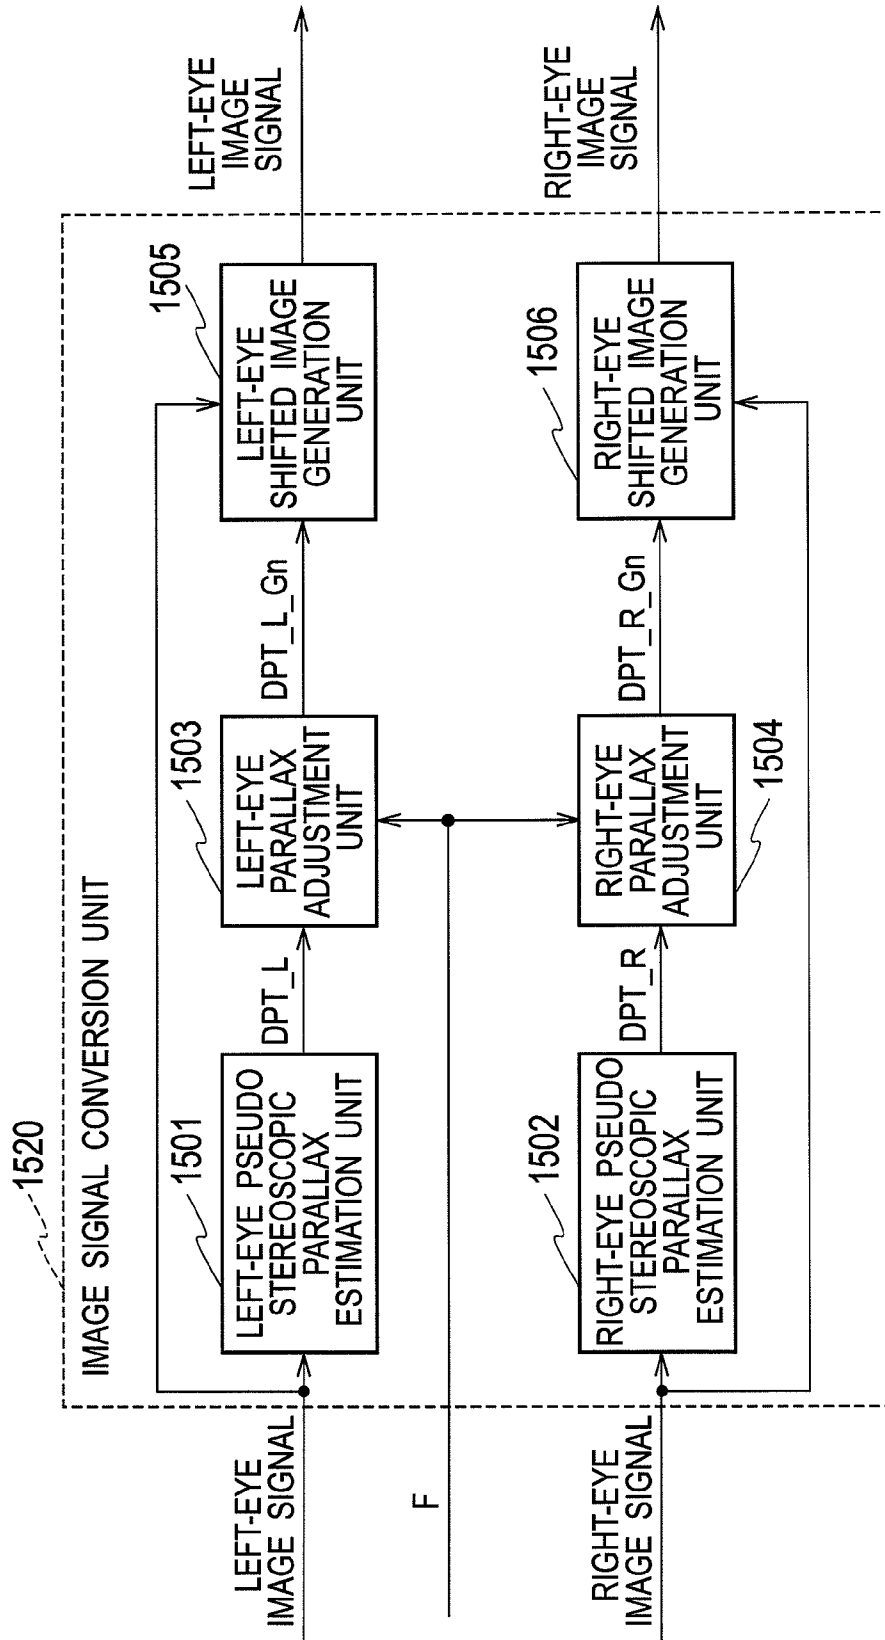 1520
IMAGE SIGNAL CONVERSION UNIT
LEFT-EYE
IMAGE SIGNAL
1501
LEFT-EYE PSEUDO
STEREOSCOPIC
PARALLAX
ESTIMATION UNIT
DPT_L
1503
LEFT-EYE
PARALLAX
ADJUSTMENT
UNIT
DPT_L_Gn
1505
LEFT-EYE
SHIFTED IMAGE
GENERATION
UNIT
LEFT-EYE
IMAGE
SIGNAL
F
RIGHT-EYE
IMAGE SIGNAL
1502
RIGHT-EYE PSEUDO
STEREOSCOPIC
PARALLAX
ESTIMATION UNIT
DPT_R
RIGHT-EYE
PARALLAX
ADJUSTMENT
UNIT
1504
DPT_R_Gn
1506
RIGHT-EYE
SHIFTED IMAGE
GENERATION
UNIT
RIGHT-EYE
IMAGE
SIGNAL